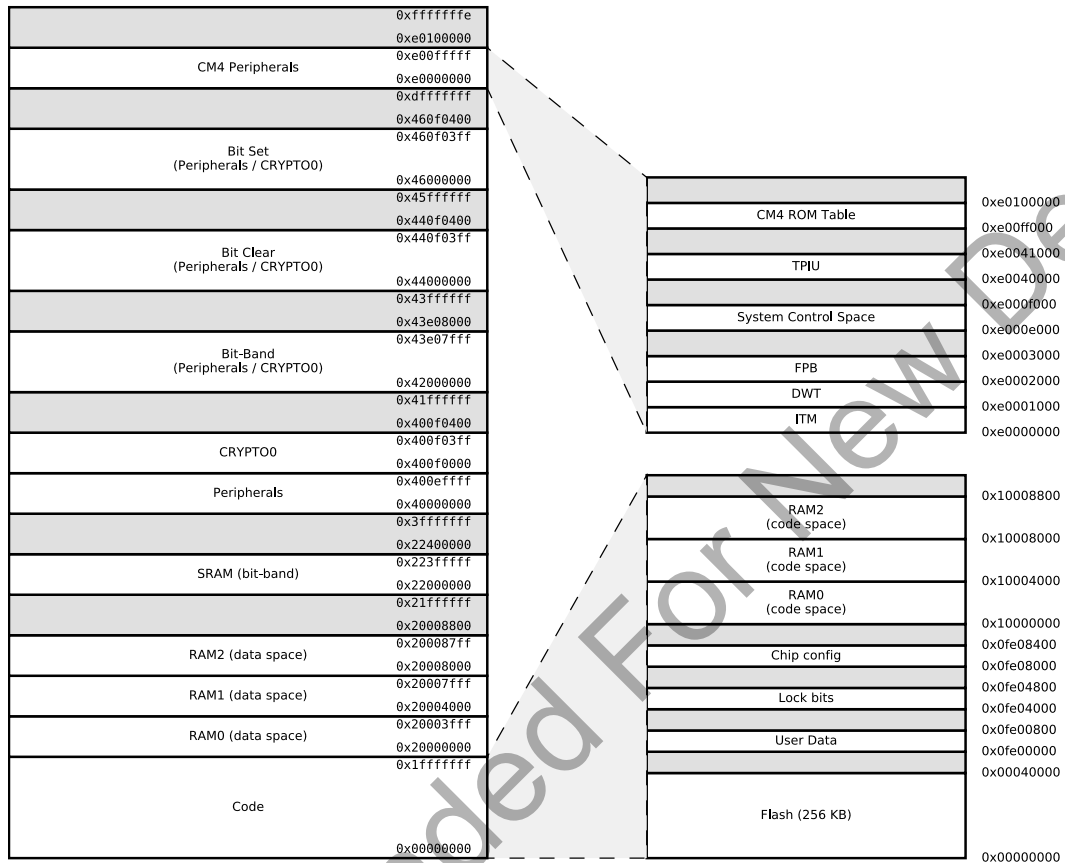 0xfffffffe
0xe0100000
0xe00fffff
CM4 Peripherals
0xe0000000
0xdfffffff
0x460f0400
0x460f03ff
Bit Set
(Peripherals / CRYPTO0)
0x46000000
0x45ffffff
0x440f0400
0x440f03ff
Bit Clear
(Peripherals / CRYPTO0)
0x44000000
0x43ffffff
0x43e08000
0x43e07fff
Bit-Band
(Peripherals / CRYPTO0)
0x42000000
0x41ffffff
0x400f0400
0x400f03ff
CRYPTO0
0x400f0000
0x400effff
Peripherals
0x40000000
0x3fffffff
0x22400000
0x223fffff
SRAM (bit-band)
0x22000000
0x21ffffff
0x20008800
0x200087ff
RAM2 (data space)
0x20008000
0x20007fff
RAM1 (data space)
0x20004000
0x20003fff
RAM0 (data space)
0x20000000
0x1fffffff
Code
0x00000000
0xe0100000
CM4 ROM Table
0xe00ff000
0xe0041000
TPIU
0xe0040000
0xe000f000
System Control Space
0xe000e000
0xe0003000
FPB
0xe0002000
DWT
0xe0001000
ITM
0xe0000000
0x10008800
RAM2
(code space)
0x10008000
RAM1
(code space)
0x10004000
RAM0
(code space)
0x10000000
0x0fe08400
Chip config
0x0fe08000
0x0fe04800
Lock bits
0x0fe04000
0x0fe00800
User Data
0x0fe00000
0x00040000
Flash (256 KB)
0x00000000
For New